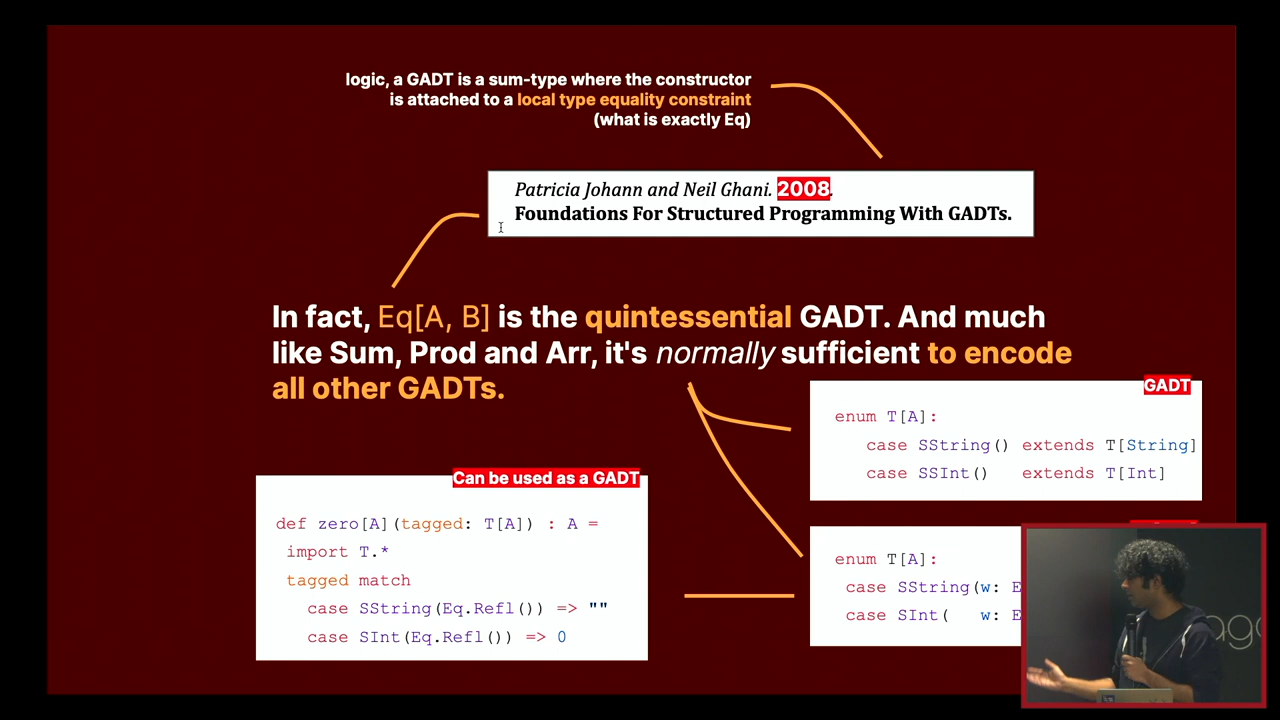 logic, a GADT is a sum-type where the constructor
is attached to a local type equality constraint
(what is exactly Eq)
Patricia Johann and Neil Ghani. 2008.
Foundations For Structured Programming With GADTs.
In fact, Eq[A, B] is the quintessential GADT. And much
like Sum, Prod and Arr, it's normally sufficient to encode
all other GADTs.
GADT
enum T[A]:
case SString() extends T[String]
case SSInt() extends T[Int]
Can be used as a GADT
def zero[A](tagged: T[A]) : A =
import T.*
tagged match
case SString(Eq.Refl()) => ""
case SInt(Eq.Refl()) => 0
enum T[A]:
case SString(w: E
case SInt( w: E